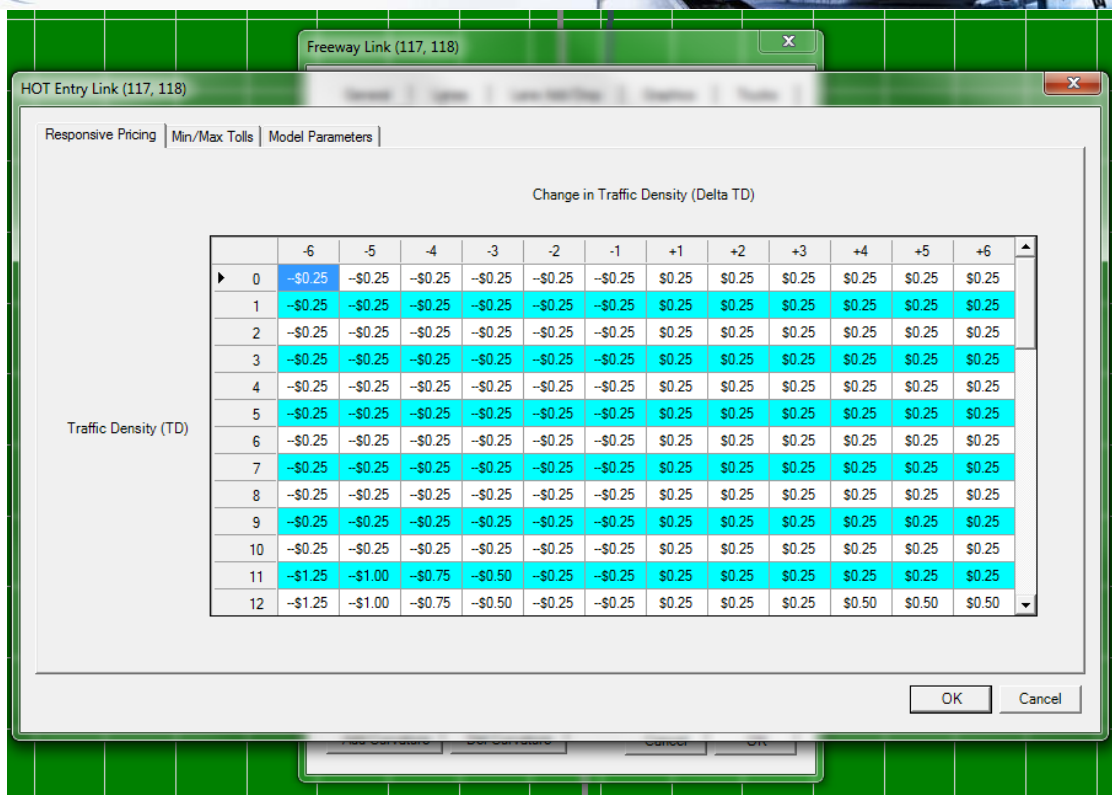 Freeway Link (117, 118)
HOT Entry Link (117, 118)
General Lanes Lane Add/Drop Graphics Trucks
Responsive Pricing Min/Max Tolls Model Parameters
Change in Traffic Density (Delta TD)
-6 -5 -4 -3 -2 -1 +1 +2 +3 +4 +5 +6
0 --$0.25 --$0.25 --$0.25 --$0.25 --$0.25 --$0.25 $0.25 $0.25 $0.25 $0.25 $0.25 $0.25
1 --$0.25 --$0.25 --$0.25 --$0.25 --$0.25 --$0.25 $0.25 $0.25 $0.25 $0.25 $0.25 $0.25
2 --$0.25 --$0.25 --$0.25 --$0.25 --$0.25 --$0.25 $0.25 $0.25 $0.25 $0.25 $0.25 $0.25
3 --$0.25 --$0.25 --$0.25 --$0.25 --$0.25 --$0.25 $0.25 $0.25 $0.25 $0.25 $0.25 $0.25
4 --$0.25 --$0.25 --$0.25 --$0.25 --$0.25 --$0.25 $0.25 $0.25 $0.25 $0.25 $0.25 $0.25
5 --$0.25 --$0.25 --$0.25 --$0.25 --$0.25 --$0.25 $0.25 $0.25 $0.25 $0.25 $0.25 $0.25
Traffic Density (TD)
6 --$0.25 --$0.25 --$0.25 --$0.25 --$0.25 --$0.25 $0.25 $0.25 $0.25 $0.25 $0.25 $0.25
7 --$0.25 --$0.25 --$0.25 --$0.25 --$0.25 --$0.25 $0.25 $0.25 $0.25 $0.25 $0.25 $0.25
8 --$0.25 --$0.25 --$0.25 --$0.25 --$0.25 --$0.25 $0.25 $0.25 $0.25 $0.25 $0.25 $0.25
9 --$0.25 --$0.25 --$0.25 --$0.25 --$0.25 --$0.25 $0.25 $0.25 $0.25 $0.25 $0.25 $0.25
10 --$0.25 --$0.25 --$0.25 --$0.25 --$0.25 --$0.25 $0.25 $0.25 $0.25 $0.25 $0.25 $0.25
11 --$1.25 --$1.00 --$0.75 --$0.50 --$0.25 --$0.25 $0.25 $0.25 $0.25 $0.25 $0.25 $0.25
12 --$1.25 --$1.00 --$0.75 --$0.50 --$0.25 --$0.25 $0.25 $0.25 $0.25 $0.50 $0.50 $0.50
OK Cancel
Add Curvature Del Curvature Cancel OK